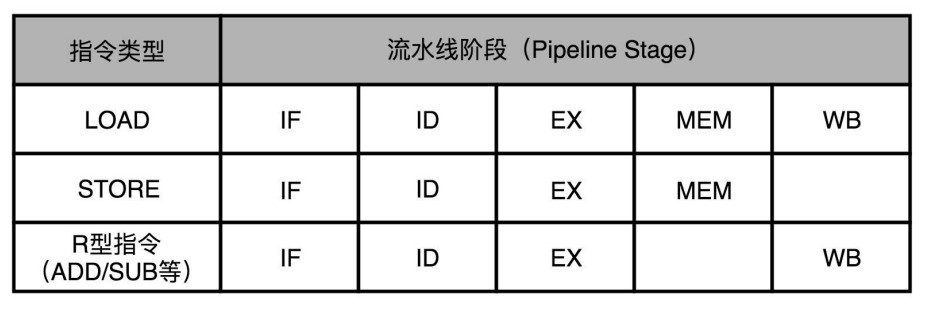 指令类型 流水线阶段（Pipeline Stage）
LOAD IF ID EX MEM WB
STORE IF ID EX MEM
R型指令
（ADD/SUB等） IF ID EX WB